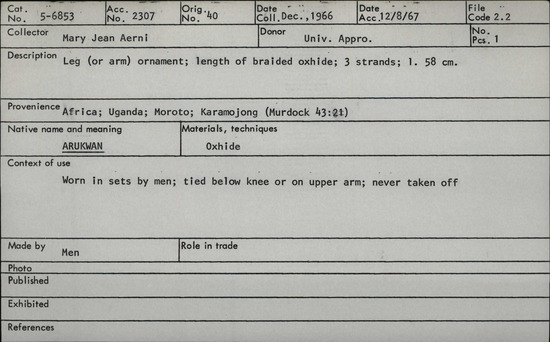 Cat. No. 5-6853 Acc. No. 2307 Orig. No. 40 Date Coll. Dec., 1966 Date Acc. 12/8/67 File Code 2.2
Collector Mary Jean Aerni Donor Univ. Appro. No. Pcs. 1
Description Leg (or arm) ornament; length of braided oxhide; 3 strands; l. 58 cm.
Provenience Africa; Uganda; Moroto; Karamojong (Murdock 43:21)
Native name and meaning Materials, techniques
ARUKWAN Oxhide
Context of use
Worn in sets by men; tied below knee or on upper arm; never taken off
Made by Men Role in trade
Photo
Published
Exhibited
References